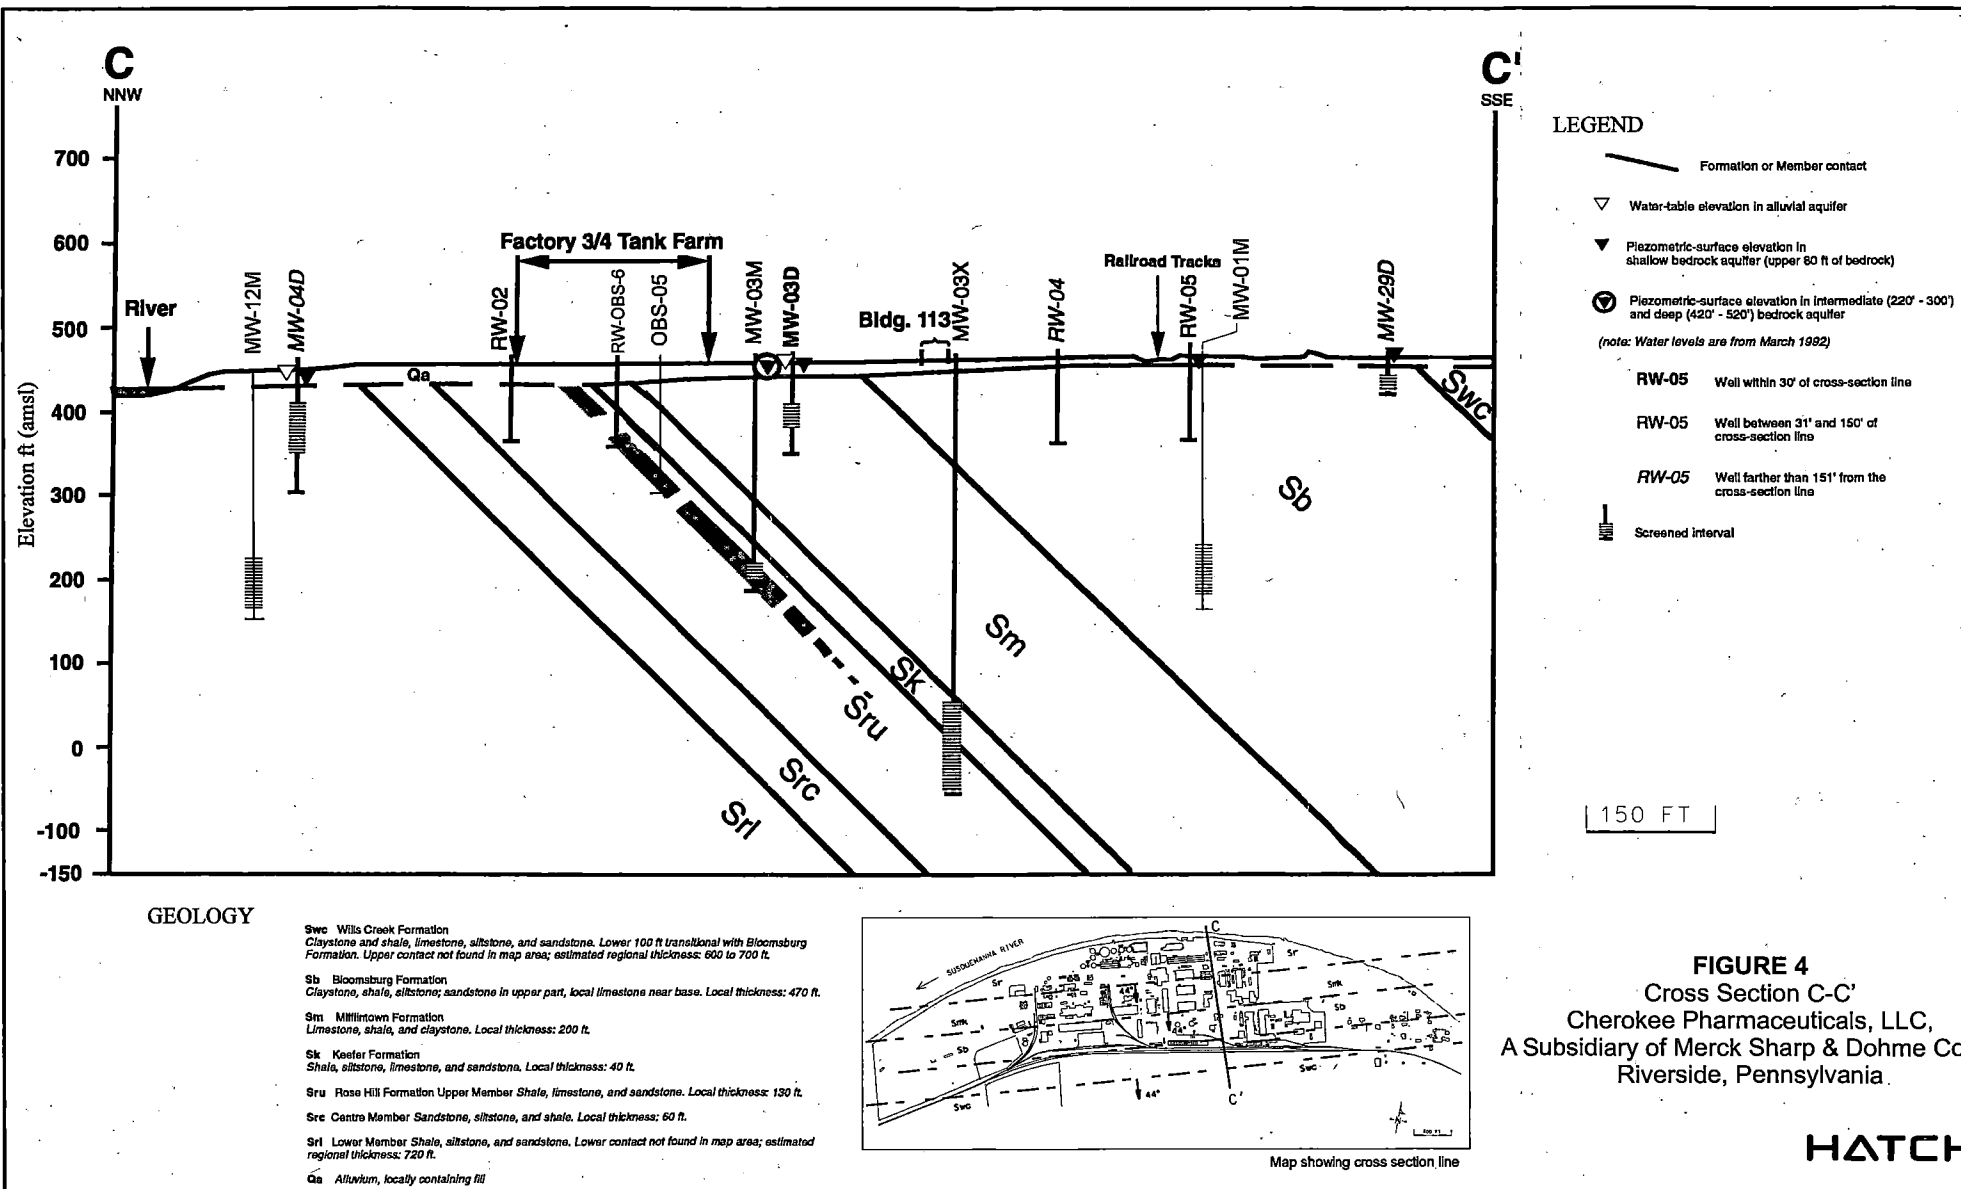 C
NNW
C'
SSE
700
600
500
400
300
200
100
0
-100
-150
Elevation ft (amsl)
River
MW-12M
MW-04D
Factory 3/4 Tank Farm
RW-02
RW-OBS-6
OBS-05
MW-03M
MW-03D
Bldg. 113
MW-03X
RW-04
Railroad Tracks
RW-05
MW-01M
MW-29D
Qa
Swc
Sb
Sm
Sk
Sru
Src
Srl
LEGEND
Formation or Member contact
Water-table elevation in alluvial aquifer
Piezometric-surface elevation in
shallow bedrock aquifer (upper 80 ft of bedrock)
Piezometric-surface elevation in intermediate (220' - 300')
and deep (420' - 520') bedrock aquifer
(note: Water levels are from March 1992)
RW-05 Well within 30' of cross-section line
RW-05 Well between 31' and 150' of
cross-section line
RW-05 Well farther than 151' from the
cross-section line
Screened interval
150 FT
GEOLOGY
Swc Wills Creek Formation
Claystone and shale, limestone, siltstone, and sandstone. Lower 100 ft transitional with Bloomsburg
Formation. Upper contact not found in map area; estimated regional thickness: 600 to 700 ft.
Sb Bloomsburg Formation
Claystone, shale, siltstone; sandstone in upper part, local limestone near base. Local thickness: 470 ft.
Sm Mifflintown Formation
Limestone, shale, and claystone. Local thickness: 200 ft.
Sk Keefer Formation
Shale, siltstone, limestone, and sandstone. Local thickness: 40 ft.
Sru Rose Hill Formation Upper Member Shale, limestone, and sandstone. Local thickness: 130 ft.
Src Centre Member Sandstone, siltstone, and shale. Local thickness: 60 ft.
Srl Lower Member Shale, siltstone, and sandstone. Lower contact not found in map area; estimated
regional thickness: 720 ft.
Qa Alluvium, locally containing fill
SUSQUEHANNA RIVER
C
Sr
Sr
Smk
Smk
Sb
Sb
Swc
Swc
44°
44°
44°
C'
Map showing cross section line
FIGURE 4
Cross Section C-C'
Cherokee Pharmaceuticals, LLC,
A Subsidiary of Merck Sharp & Dohme Co
Riverside, Pennsylvania
HATCH